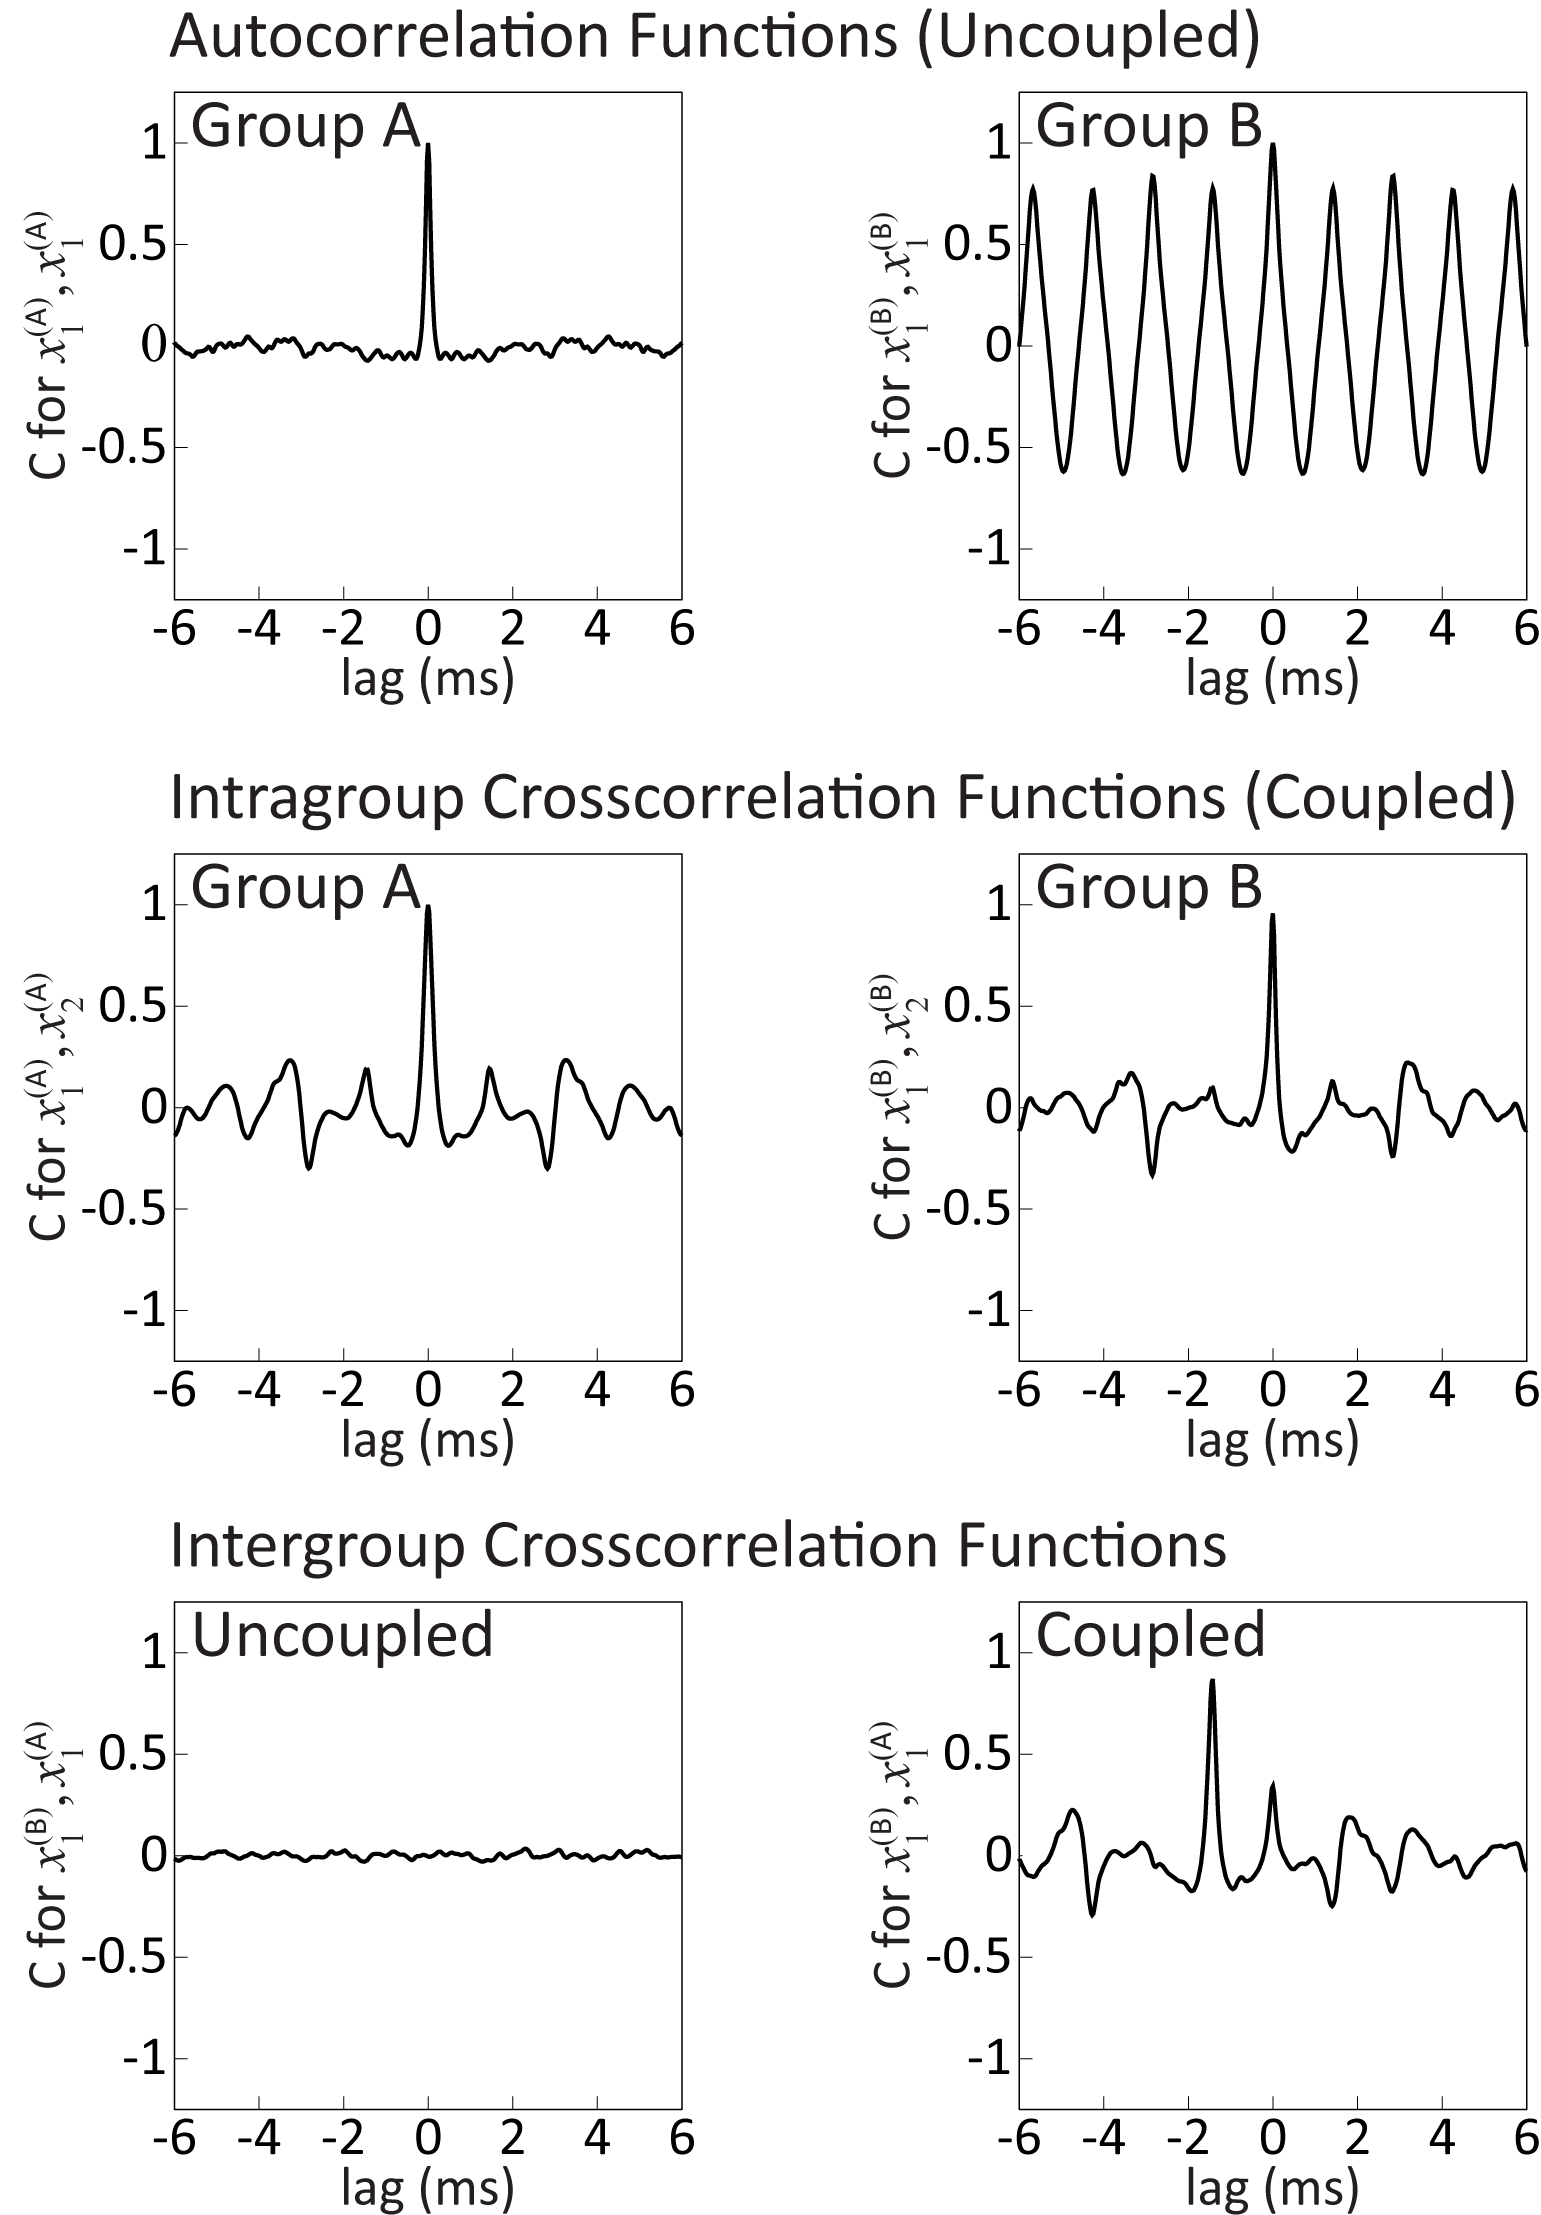 Autocorrelation Functions (Uncoupled)
Group A
C for x₁⁽ᴬ⁾, x₁⁽ᴬ⁾
1
0.5
0
-0.5
-1
-6 -4 -2 0 2 4 6
lag (ms)
Group B
C for x₁⁽ᴮ⁾, x₁⁽ᴮ⁾
1
0.5
0
-0.5
-1
-6 -4 -2 0 2 4 6
lag (ms)
Intragroup Crosscorrelation Functions (Coupled)
Group A
C for x₁⁽ᴬ⁾, x₂⁽ᴬ⁾
1
0.5
0
-0.5
-1
-6 -4 -2 0 2 4 6
lag (ms)
Group B
C for x₁⁽ᴮ⁾, x₂⁽ᴮ⁾
1
0.5
0
-0.5
-1
-6 -4 -2 0 2 4 6
lag (ms)
Intergroup Crosscorrelation Functions
Uncoupled
C for x₁⁽ᴮ⁾, x₁⁽ᴬ⁾
1
0.5
0
-0.5
-1
-6 -4 -2 0 2 4 6
lag (ms)
Coupled
C for x₁⁽ᴮ⁾, x₁⁽ᴬ⁾
1
0.5
0
-0.5
-1
-6 -4 -2 0 2 4 6
lag (ms)